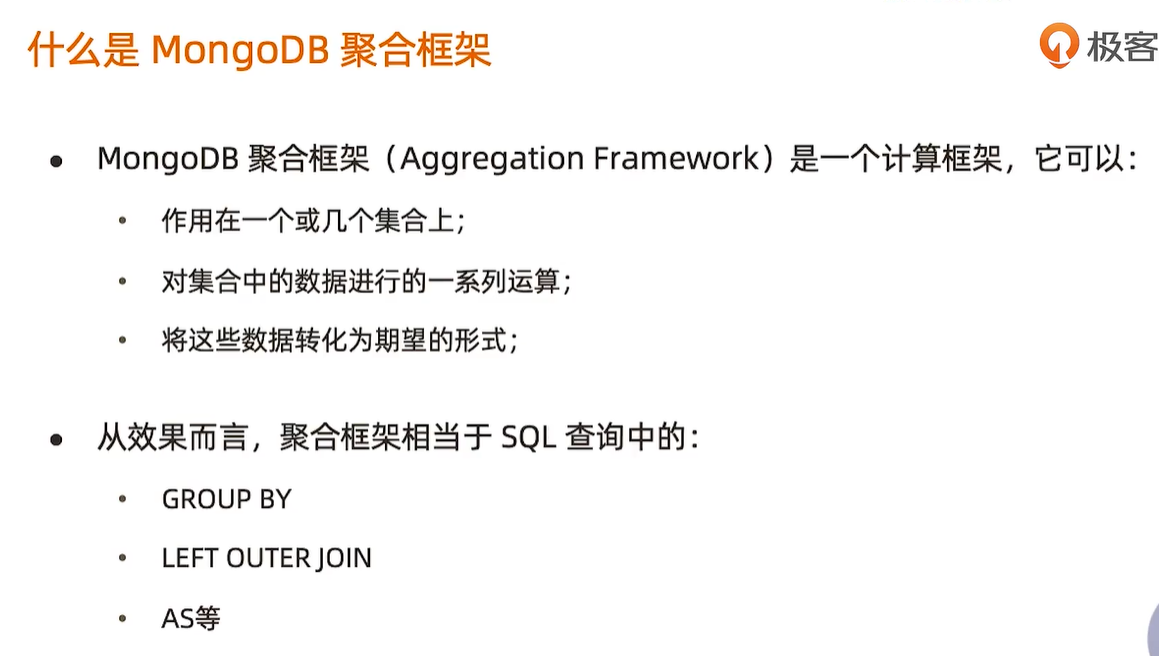 什么是 MongoDB 聚合框架
极客
MongoDB 聚合框架（Aggregation Framework）是一个计算框架，它可以：
作用在一个或几个集合上；
对集合中的数据进行的一系列运算；
将这些数据转化为期望的形式；
从效果而言，聚合框架相当于 SQL 查询中的：
GROUP BY
LEFT OUTER JOIN
AS等